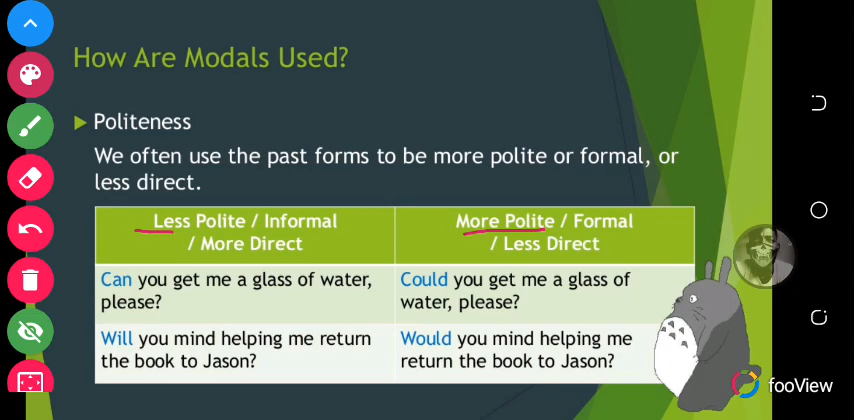 How Are Modals Used?
Politeness
We often use the past forms to be more polite or formal, or
less direct.
Less Polite / Informal
/ More Direct
More Polite / Formal
/ Less Direct
Can you get me a glass of water,
please?
Could you get me a glass of
water, please?
Will you mind helping me return
the book to Jason?
Would you mind helping me
return the book to Jason?
fooView